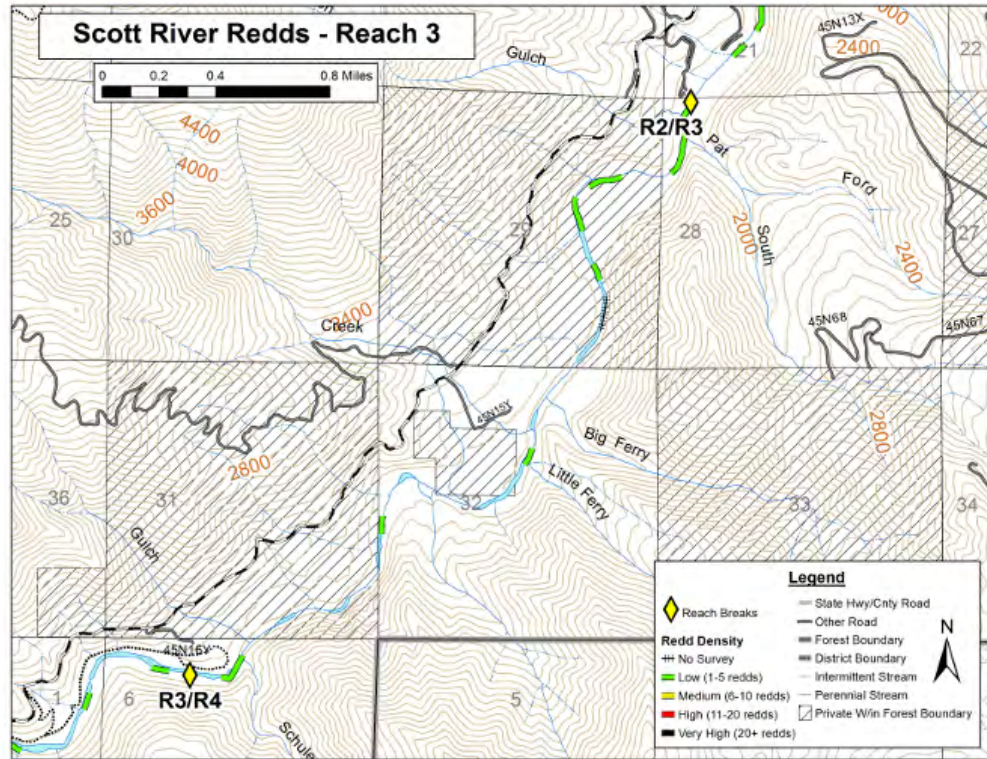 Scott River Redds - Reach 3
0 0.2 0.4 0.8 Miles
Gulch
21
45N13X
2400
22
4400
4000
3600
25
30
R2/R3
Pat
Ford
29
28
2000
South
27
2400
2400
Creek
45N68
45N67
45N15Y
2800
2800
Big Ferry
Little Ferry
36
31
32
33
34
Gulch
45N16Y
1
6
R3/R4
5
Legend
Reach Breaks
Redd Density
No Survey
Low (1-5 redds)
Medium (6-10 redds)
High (11-20 redds)
Very High (20+ redds)
State Hwy/Cnty Road
Other Road
Forest Boundary
District Boundary
Intermittent Stream
Perennial Stream
Private W/in Forest Boundary
N